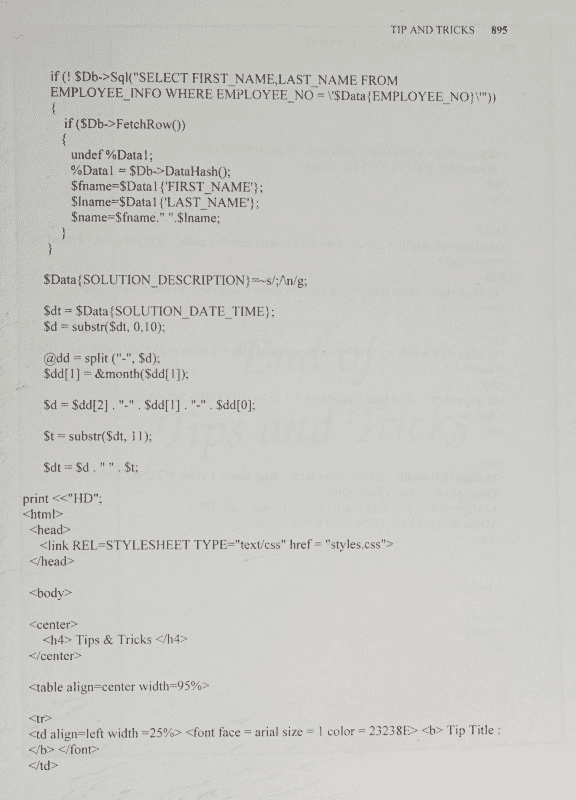 TIP AND TRICKS 895
if (! $Db->Sql("SELECT FIRST_NAME,LAST_NAME FROM
EMPLOYEE_INFO WHERE EMPLOYEE_NO = \'$Data{EMPLOYEE_NO}\'"))
{
if ($Db->FetchRow())
{
undef %Data1;
%Data1 = $Db->DataHash();
$fname=$Data1{'FIRST_NAME'};
$lname=$Data1{'LAST_NAME'};
$name=$fname." ".$lname;
}
}
$Data{SOLUTION_DESCRIPTION}=~s/;/\n/g;
$dt = $Data{SOLUTION_DATE_TIME};
$d = substr($dt, 0,10);
@dd = split ("-", $d);
$dd[1] = &month($dd[1]);
$d = $dd[2] . "-" . $dd[1] . "-" . $dd[0];
$t = substr($dt, 11);
$dt = $d . " " . $t;
print <<"HD";
<html>
<head>
<link REL=STYLESHEET TYPE="text/css" href = "styles.css">
</head>
<body>
<center>
<h4> Tips & Tricks </h4>
</center>
<table align=center width=95%>
<tr>
<td align=left width =25%> <font face = arial size = 1 color = 23238E> <b> Tip Title :
</b> </font>
</td>